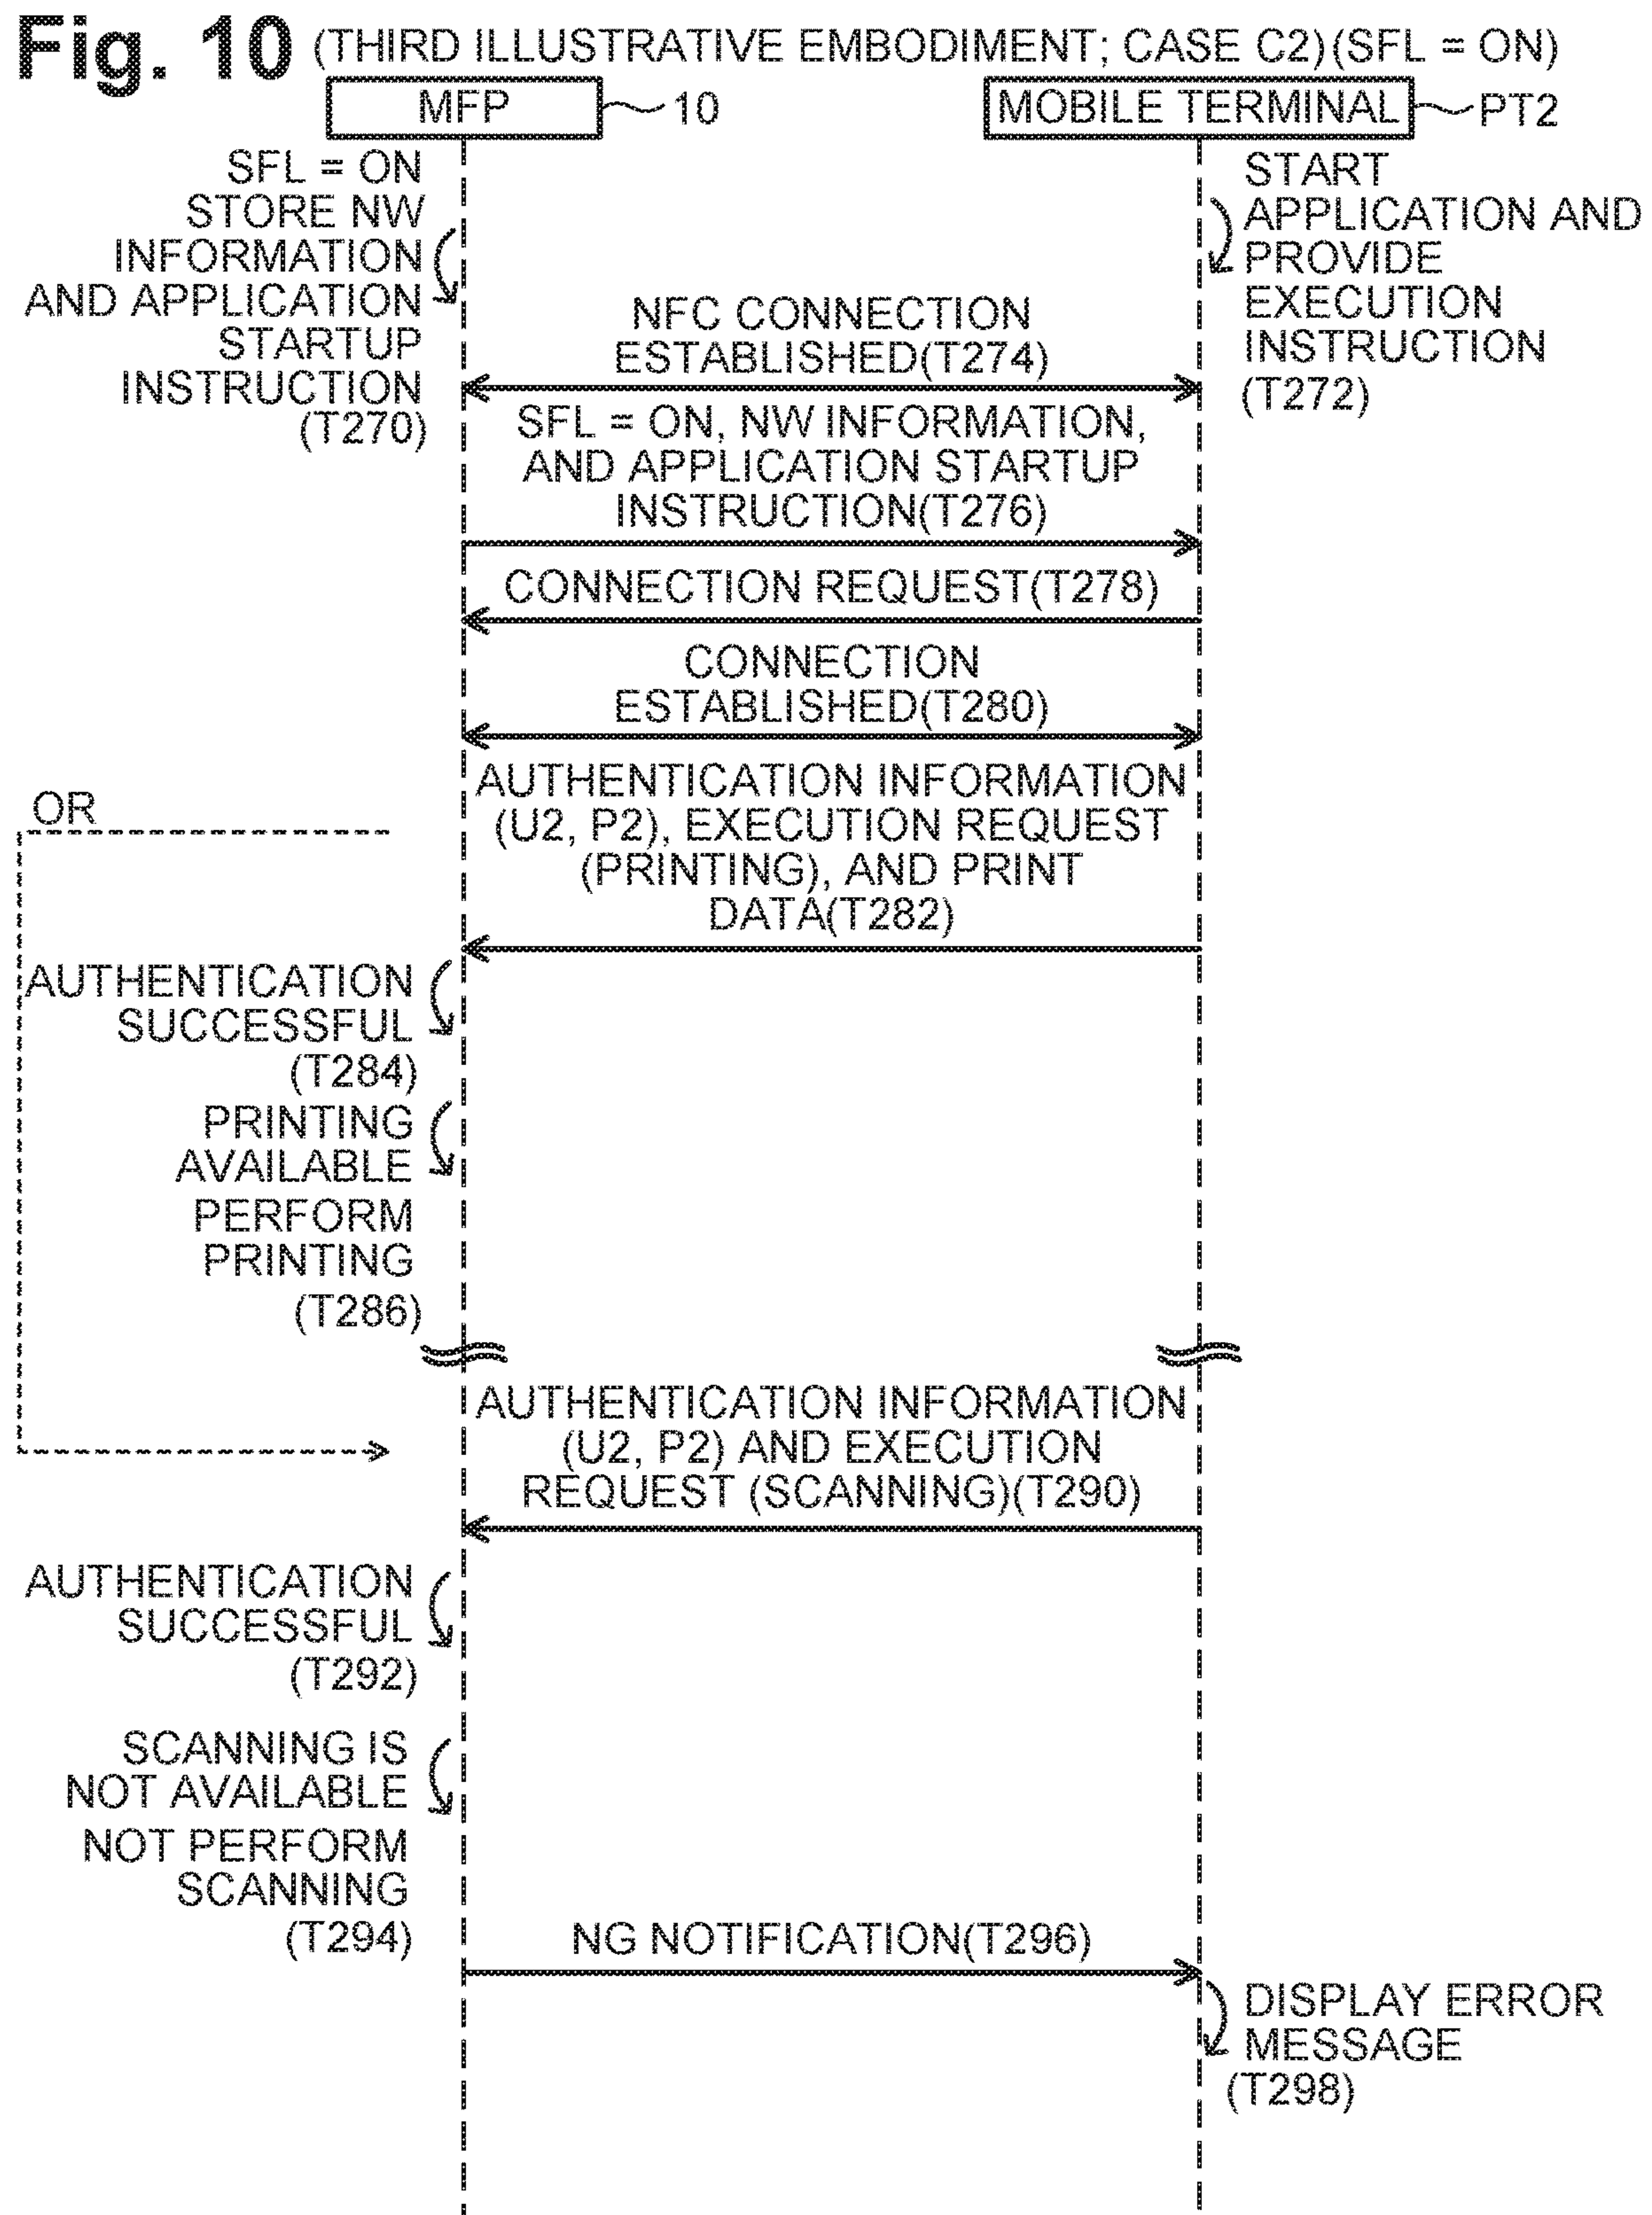 Fig. 10 (THIRD ILLUSTRATIVE EMBODIMENT; CASE C2)(SFL = ON)
MFP
10
MOBILE TERMINAL
PT2
SFL = ON
STORE NW
INFORMATION
AND APPLICATION
STARTUP
INSTRUCTION
(T270)
START
APPLICATION AND
PROVIDE
EXECUTION
INSTRUCTION
(T272)
NFC CONNECTION
ESTABLISHED(T274)
SFL = ON, NW INFORMATION,
AND APPLICATION STARTUP
INSTRUCTION(T276)
CONNECTION REQUEST(T278)
CONNECTION
ESTABLISHED(T280)
OR
AUTHENTICATION INFORMATION
(U2, P2), EXECUTION REQUEST
(PRINTING), AND PRINT
DATA(T282)
AUTHENTICATION
SUCCESSFUL
(T284)
PRINTING
AVAILABLE
PERFORM
PRINTING
(T286)
AUTHENTICATION INFORMATION
(U2, P2) AND EXECUTION
REQUEST (SCANNING)(T290)
AUTHENTICATION
SUCCESSFUL
(T292)
SCANNING IS
NOT AVAILABLE
NOT PERFORM
SCANNING
(T294)
NG NOTIFICATION(T296)
DISPLAY ERROR
MESSAGE
(T298)